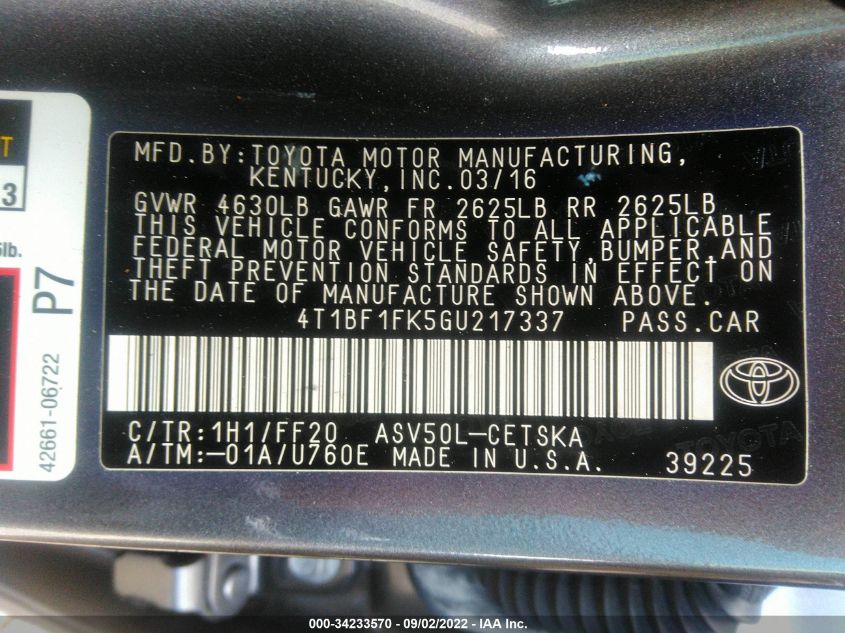 T
3
lb.
P7
42661-06722
MFD.BY:TOYOTA MOTOR MANUFACTURING,
KENTUCKY,INC.03/16
GVWR 4630LB GAWR FR 2625LB RR 2625LB
THIS VEHICLE CONFORMS TO ALL APPLICABLE
FEDERAL MOTOR VEHICLE SAFETY,BUMPER,AND
THEFT PREVENTION STANDARDS IN EFFECT ON
THE DATE OF MANUFACTURE SHOWN ABOVE.
4T1BF1FK5GU217337 PASS.CAR
C/TR:1H1/FF20 ASV50L-CETSKA
A/TM:-01A/U760E MADE IN U.S.A. 39225
TOYOTA
000-34233570 - 09/02/2022 - IAA Inc.